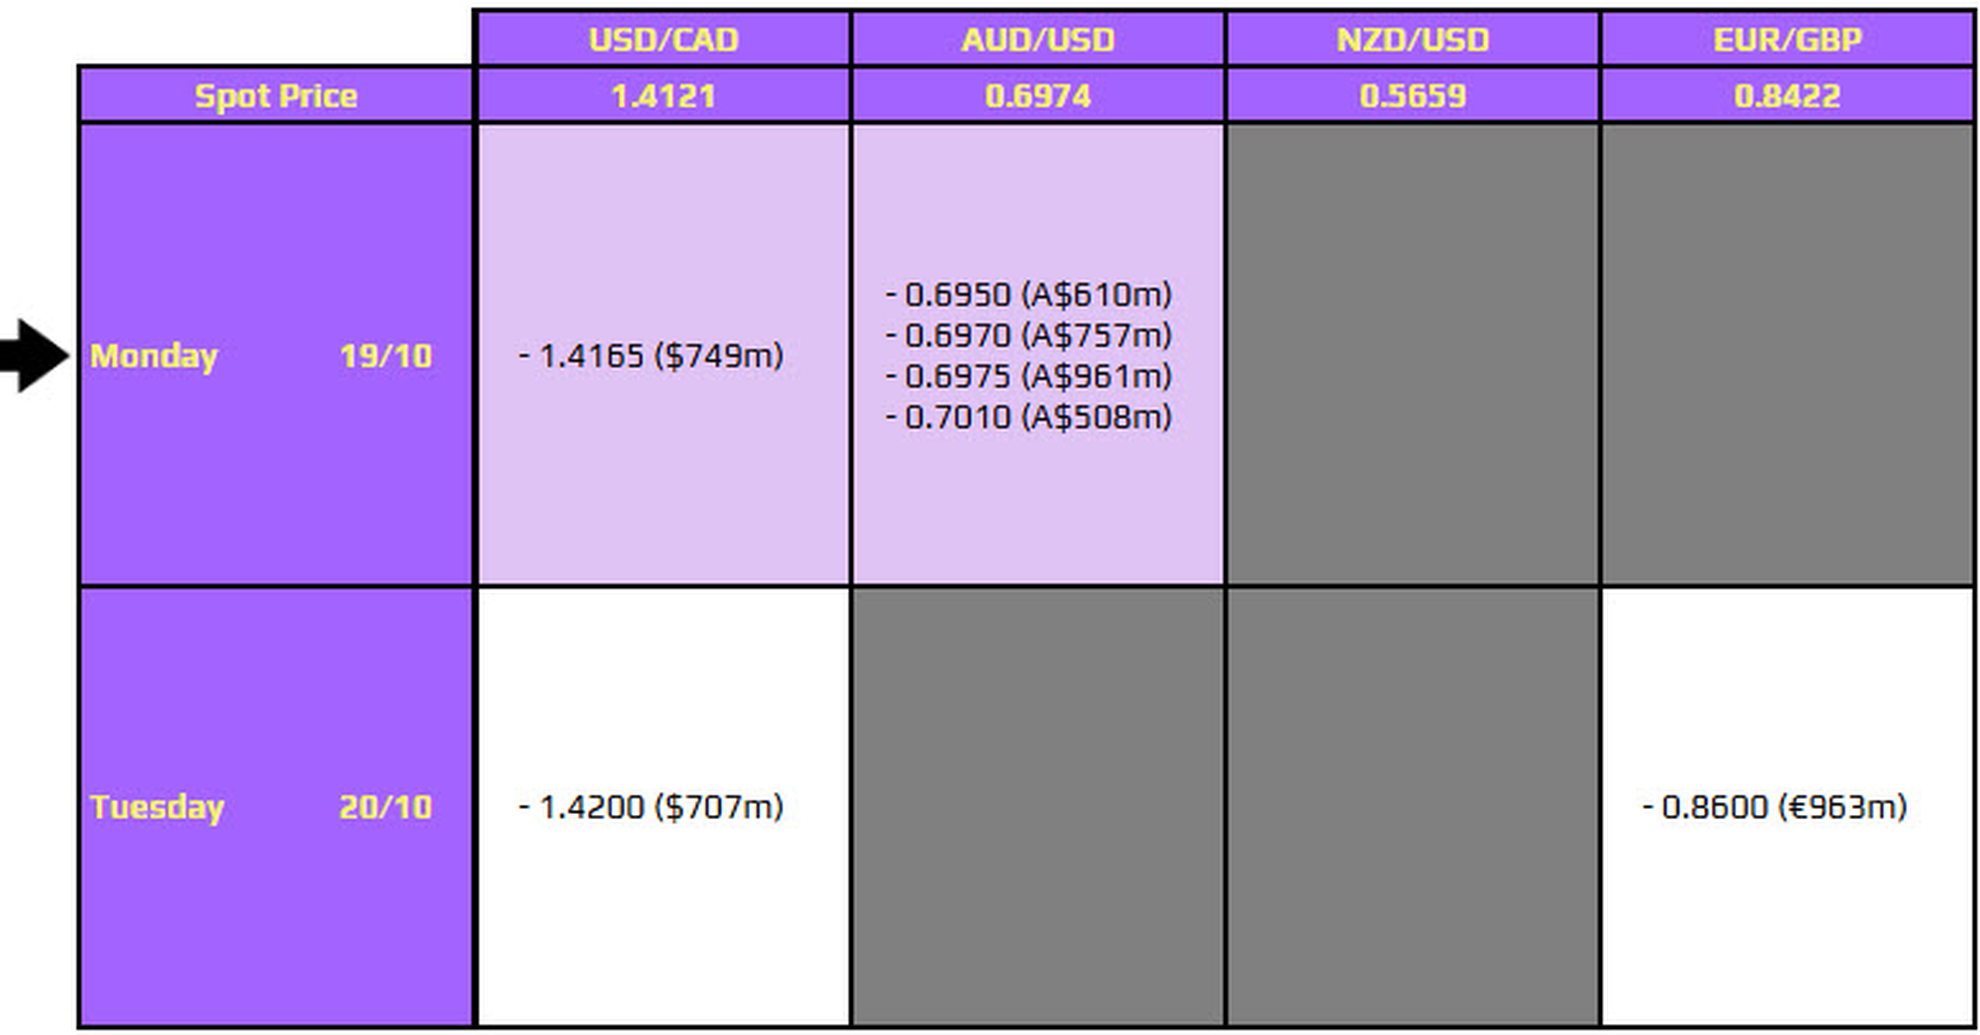 USD/CAD AUD/USD NZD/USD EUR/GBP
Spot Price 1.4121 0.6974 0.5659 0.8422
Monday 19/10
- 1.4165 ($749m)
- 0.6950 (A$610m)
- 0.6970 (A$757m)
- 0.6975 (A$961m)
- 0.7010 (A$508m)
Tuesday 20/10
- 1.4200 ($707m)
- 0.8600 (€963m)